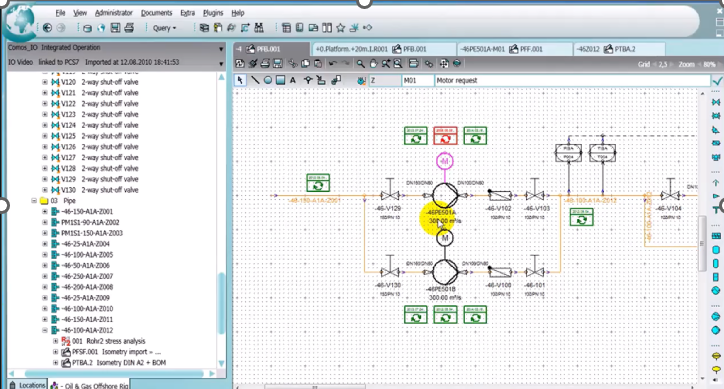 File View Administrator Documents Extra Plugins Help
Query
Comos_IO Integrated Operation
IO Video linked to PCS7 Imported at 12.08.2010 18:41:53
-4 PFB.001
+0.Platform.+20m.I.R001 PFB.001
-46PE501A-M01 PFF.001
-46Z012 PTBA.2
Grid 2,5 Scale 80%
Z M01 Motor request
V120 2-way shut-off valve
V121 2-way shut-off valve
V122 2-way shut-off valve
V123 2-way shut-off valve
V124 2-way shut-off valve
V125 2-way shut-off valve
V126 2-way shut-off valve
V127 2-way shut-off valve
V128 2-way shut-off valve
V129 2-way shut-off valve
V130 2-way shut-off valve
03 Pipe
-46-150-A1A-Z001
PM1S1-90-A1A-Z002
PM1S1-150-A1A-Z003
-46-25-A1A-Z004
-46-100-A1A-Z005
-46-50-A1A-Z006
-46-250-A1A-Z007
-46-200-A1A-Z008
-46-25-A1A-Z009
-46-100-A1A-Z010
-46-50-A1A-Z011
-46-100-A1A-Z012
001 Rohr2 stress analysis
PFSF.001 Isometry import = ...
PTBA.2 Isometry DIN A2 + BOM
Locations
Oil & Gas Offshore Rig
M
-46-150-A1A-Z001
-46-V129
-46PE501A
300.00 m³/s
-46-V102
-46-V103
-46-100-A1A-Z012
-46-V104
M
-46-V130
-46PE501B
300.00 m³/s
-46-V100
-46-101